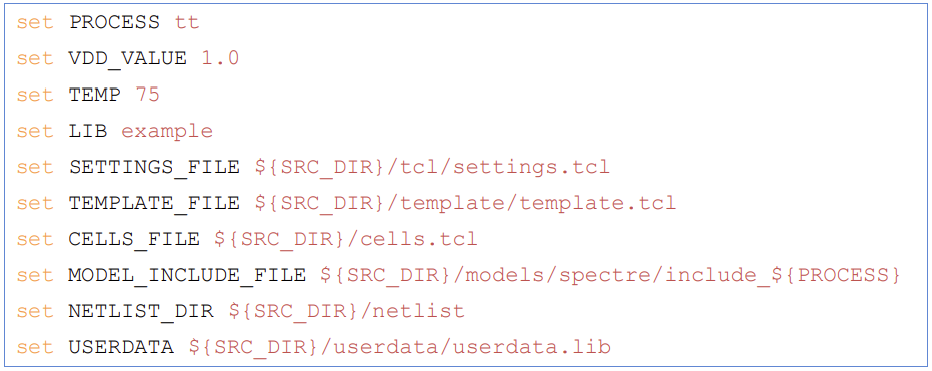 set PROCESS tt
set VDD_VALUE 1.0
set TEMP 75
set LIB example
set SETTINGS_FILE ${SRC_DIR}/tcl/settings.tcl
set TEMPLATE_FILE ${SRC_DIR}/template/template.tcl
set CELLS_FILE ${SRC_DIR}/cells.tcl
set MODEL_INCLUDE_FILE ${SRC_DIR}/models/spectre/include_${PROCESS}
set NETLIST_DIR ${SRC_DIR}/netlist
set USERDATA ${SRC_DIR}/userdata/userdata.lib